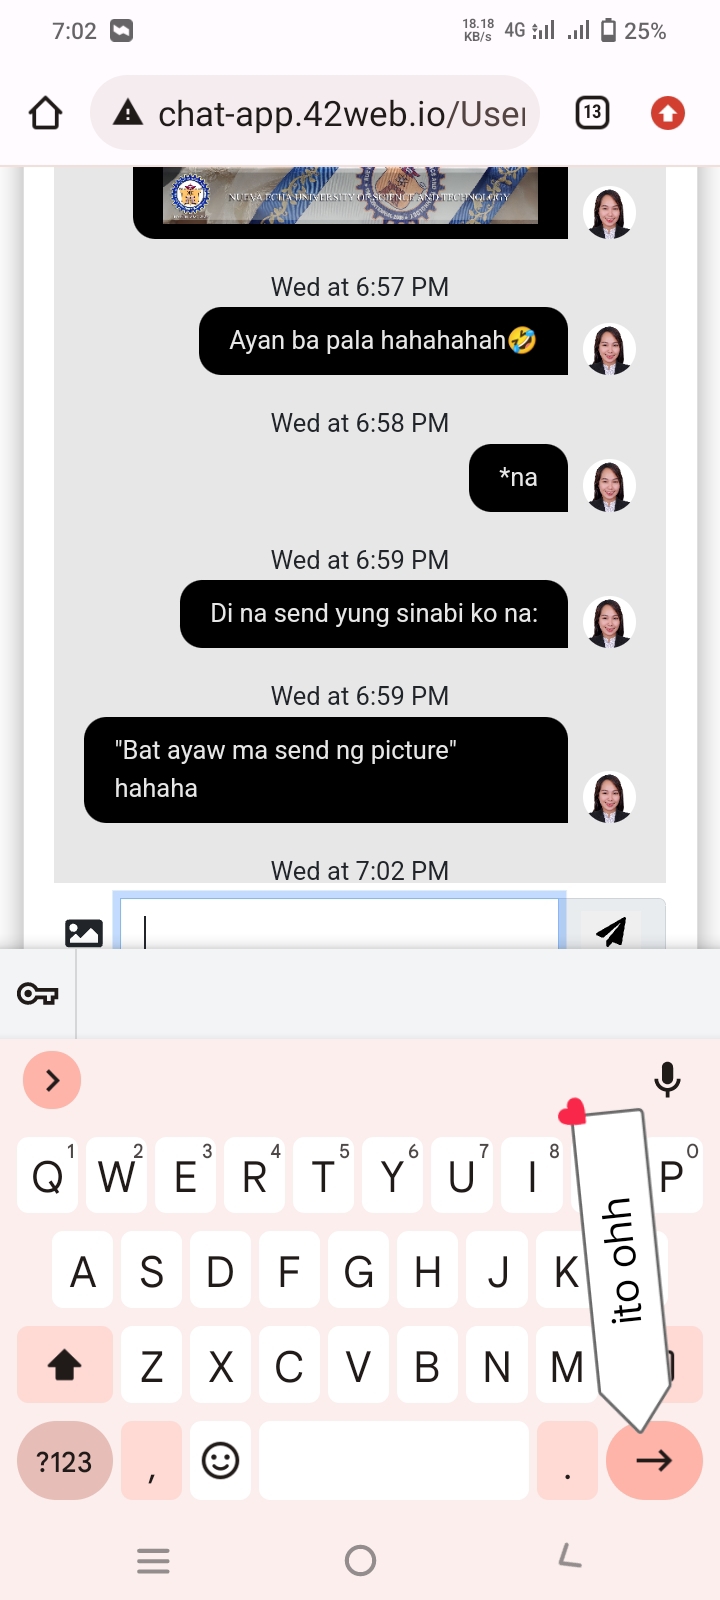 7:02
18.18 KB/s 4G 25%
chat-app.42web.io/User
13
NUEVA ECIJA UNIVERSITY OF SCIENCE AND TECHNOLOGY
Wed at 6:57 PM
Ayan ba pala hahahahah🤣
Wed at 6:58 PM
*na
Wed at 6:59 PM
Di na send yung sinabi ko na:
Wed at 6:59 PM
"Bat ayaw ma send ng picture"
hahaha
Wed at 7:02 PM
1 2 3 4 5 6 7 8 0
Q W E R T Y U I P
A S D F G H J K
ito ohh
Z X C V B N M
?123 , .